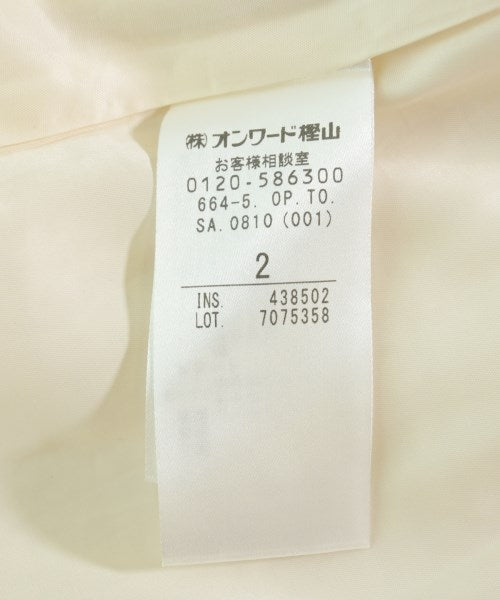 ㈱オンワード樫山
お客様相談室
0120-586300
664-5. OP. TO.
SA. 0810 (001)
2
INS. 438502
LOT. 7075358